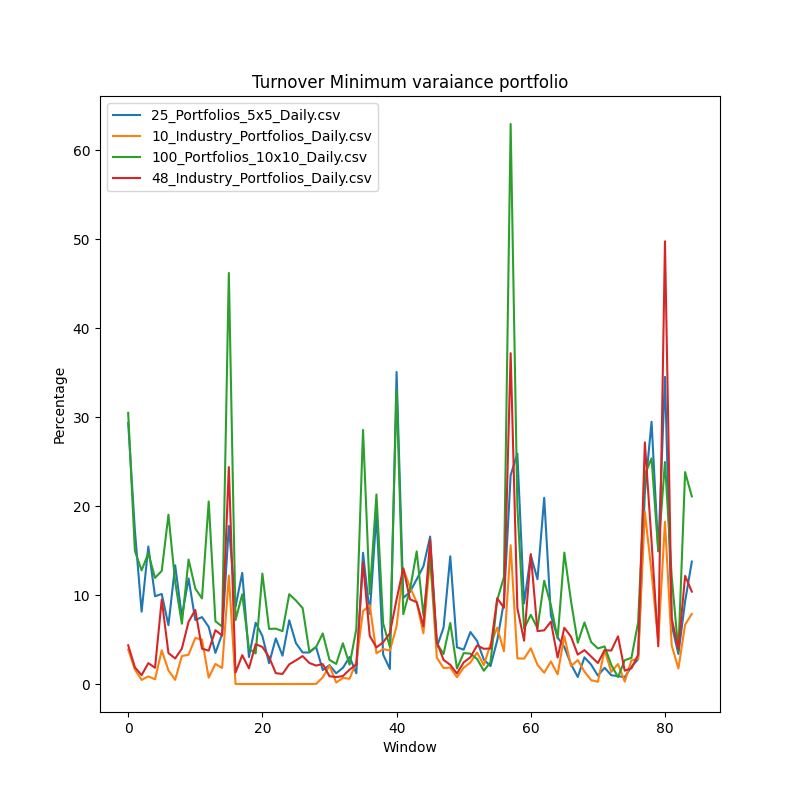 Turnover Minimum varaiance portfolio
25_Portfolios_5x5_Daily.csv
10_Industry_Portfolios_Daily.csv
100_Portfolios_10x10_Daily.csv
48_Industry_Portfolios_Daily.csv
Percentage
60
50
40
30
20
10
0
0 20 40 60 80
Window